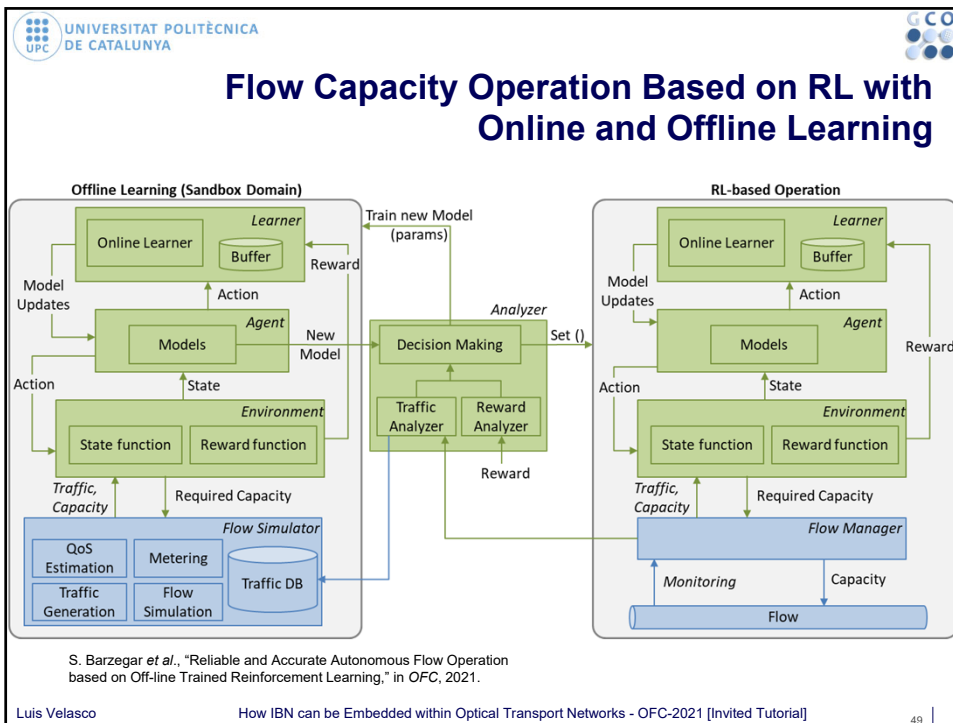 UNIVERSITAT POLITÈCNICA
DE CATALUNYA
UPC
GCO
Flow Capacity Operation Based on RL with
Online and Offline Learning
Offline Learning (Sandbox Domain)
Learner
Online Learner
Buffer
Reward
Model
Updates
Action
Agent
Models
New
Model
Action
State
Environment
State function
Reward function
Traffic,
Capacity
Required Capacity
Flow Simulator
QoS
Estimation
Metering
Traffic DB
Traffic
Generation
Flow
Simulation
Train new Model
(params)
Analyzer
Decision Making
Set ()
Traffic
Analyzer
Reward
Analyzer
Reward
RL-based Operation
Learner
Online Learner
Buffer
Model
Updates
Action
Agent
Models
Reward
Action
State
Environment
State function
Reward function
Traffic,
Capacity
Required Capacity
Flow Manager
Monitoring
Capacity
Flow
S. Barzegar et al., “Reliable and Accurate Autonomous Flow Operation
based on Off-line Trained Reinforcement Learning,” in OFC, 2021.
Luis Velasco
How IBN can be Embedded within Optical Transport Networks - OFC-2021 [Invited Tutorial]
49